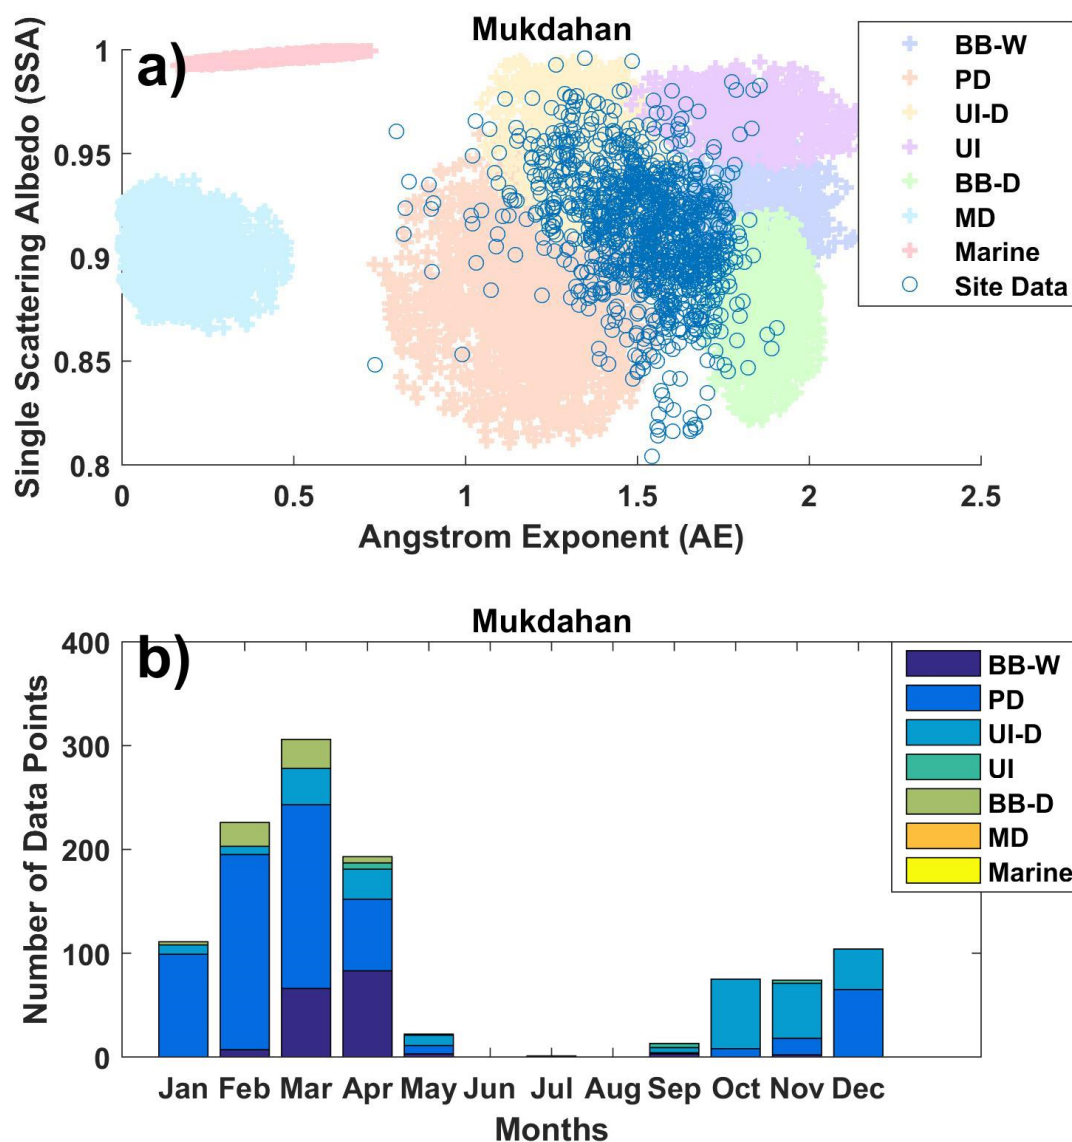 Mukdahan
a)
Single Scattering Albedo (SSA)
1
0.95
0.9
0.85
0.8
0 0.5 1 1.5 2 2.5
Angstrom Exponent (AE)
BB-W
PD
UI-D
UI
BB-D
MD
Marine
Site Data
Mukdahan
b)
Number of Data Points
400
300
200
100
0
Jan Feb Mar Apr May Jun Jul Aug Sep Oct Nov Dec
Months
BB-W
PD
UI-D
UI
BB-D
MD
Marine